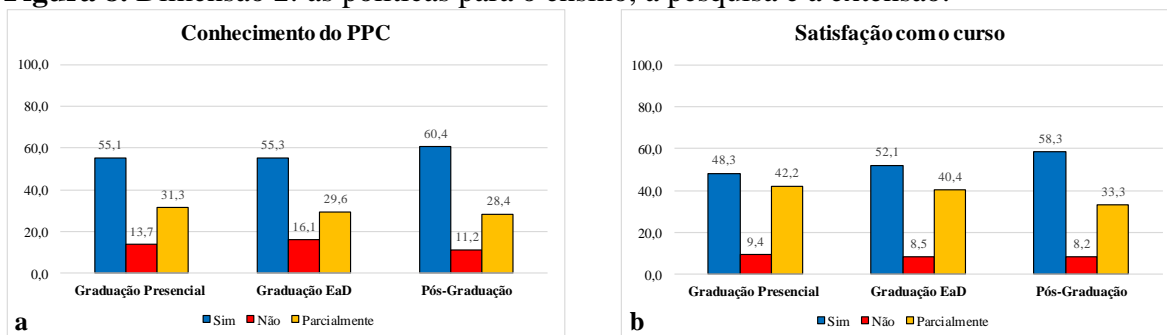 Figura 8. Dimensão 2: as políticas para o ensino, a pesquisa e a extensão.
Conhecimento do PPC
100,0
80,0
60,0
40,0
20,0
0,0
55,1
13,7
31,3
55,3
16,1
29,6
60,4
11,2
28,4
Graduação Presencial
Graduação EaD
Pós-Graduação
a
Sim
Não
Parcialmente
Satisfação com o curso
100,0
80,0
60,0
40,0
20,0
0,0
48,3
9,4
42,2
52,1
8,5
40,4
58,3
8,2
33,3
Graduação Presencial
Graduação EaD
Pós-Graduação
b
Sim
Não
Parcialmente